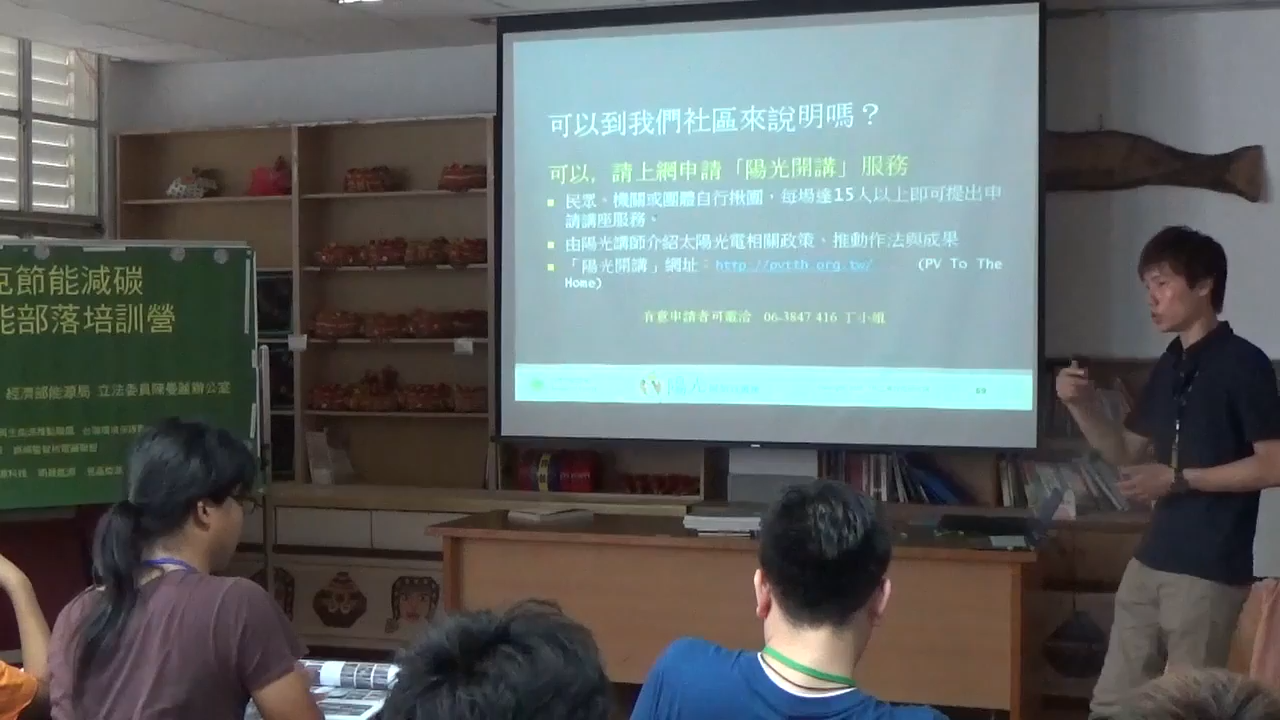 可以到我們社區來說明嗎？
可以, 請上網申請「陽光開講」服務
民眾、機關或團體自行揪團，每場達15人以上即可提出申
請講座服務。
由陽光講師介紹太陽光電相關政策、推動作法與成果
「陽光開講」網址：http://pvtth.org.tw/ (PV To The
Home)
有意申請者可電洽 06-3847 416 丁小姐
陽光
節能減碳
能部落培訓營
經濟部能源局 立法委員陳曼麗辦公室